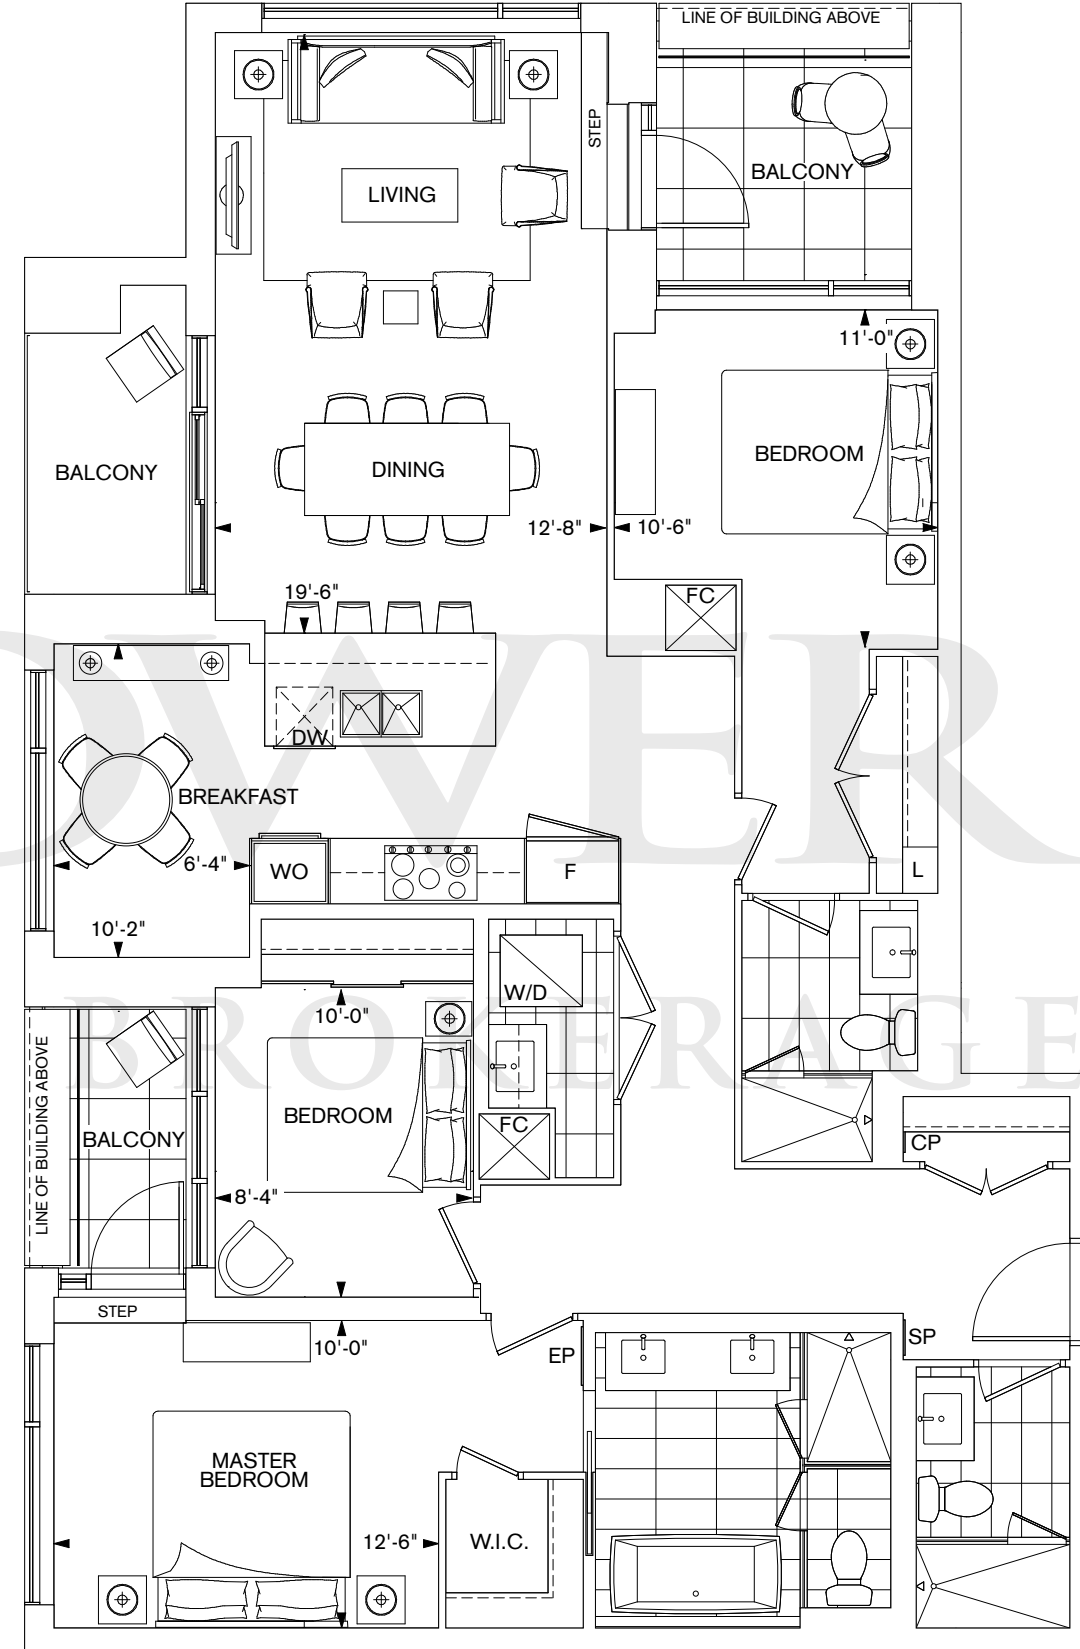 LINE OF BUILDING ABOVE
STEP
BALCONY
LIVING
11'-0"
BEDROOM
BALCONY
DINING
12'-8"
10'-6"
19'-6"
FC
OWER
DW
BREAKFAST
6'-4"
WO
F
L
10'-2"
W/D
10'-0"
BROKERAGE
LINE OF BUILDING ABOVE
BEDROOM
FC
BALCONY
CP
8'-4"
STEP
10'-0"
EP
SP
MASTER
BEDROOM
12'-6"
W.I.C.